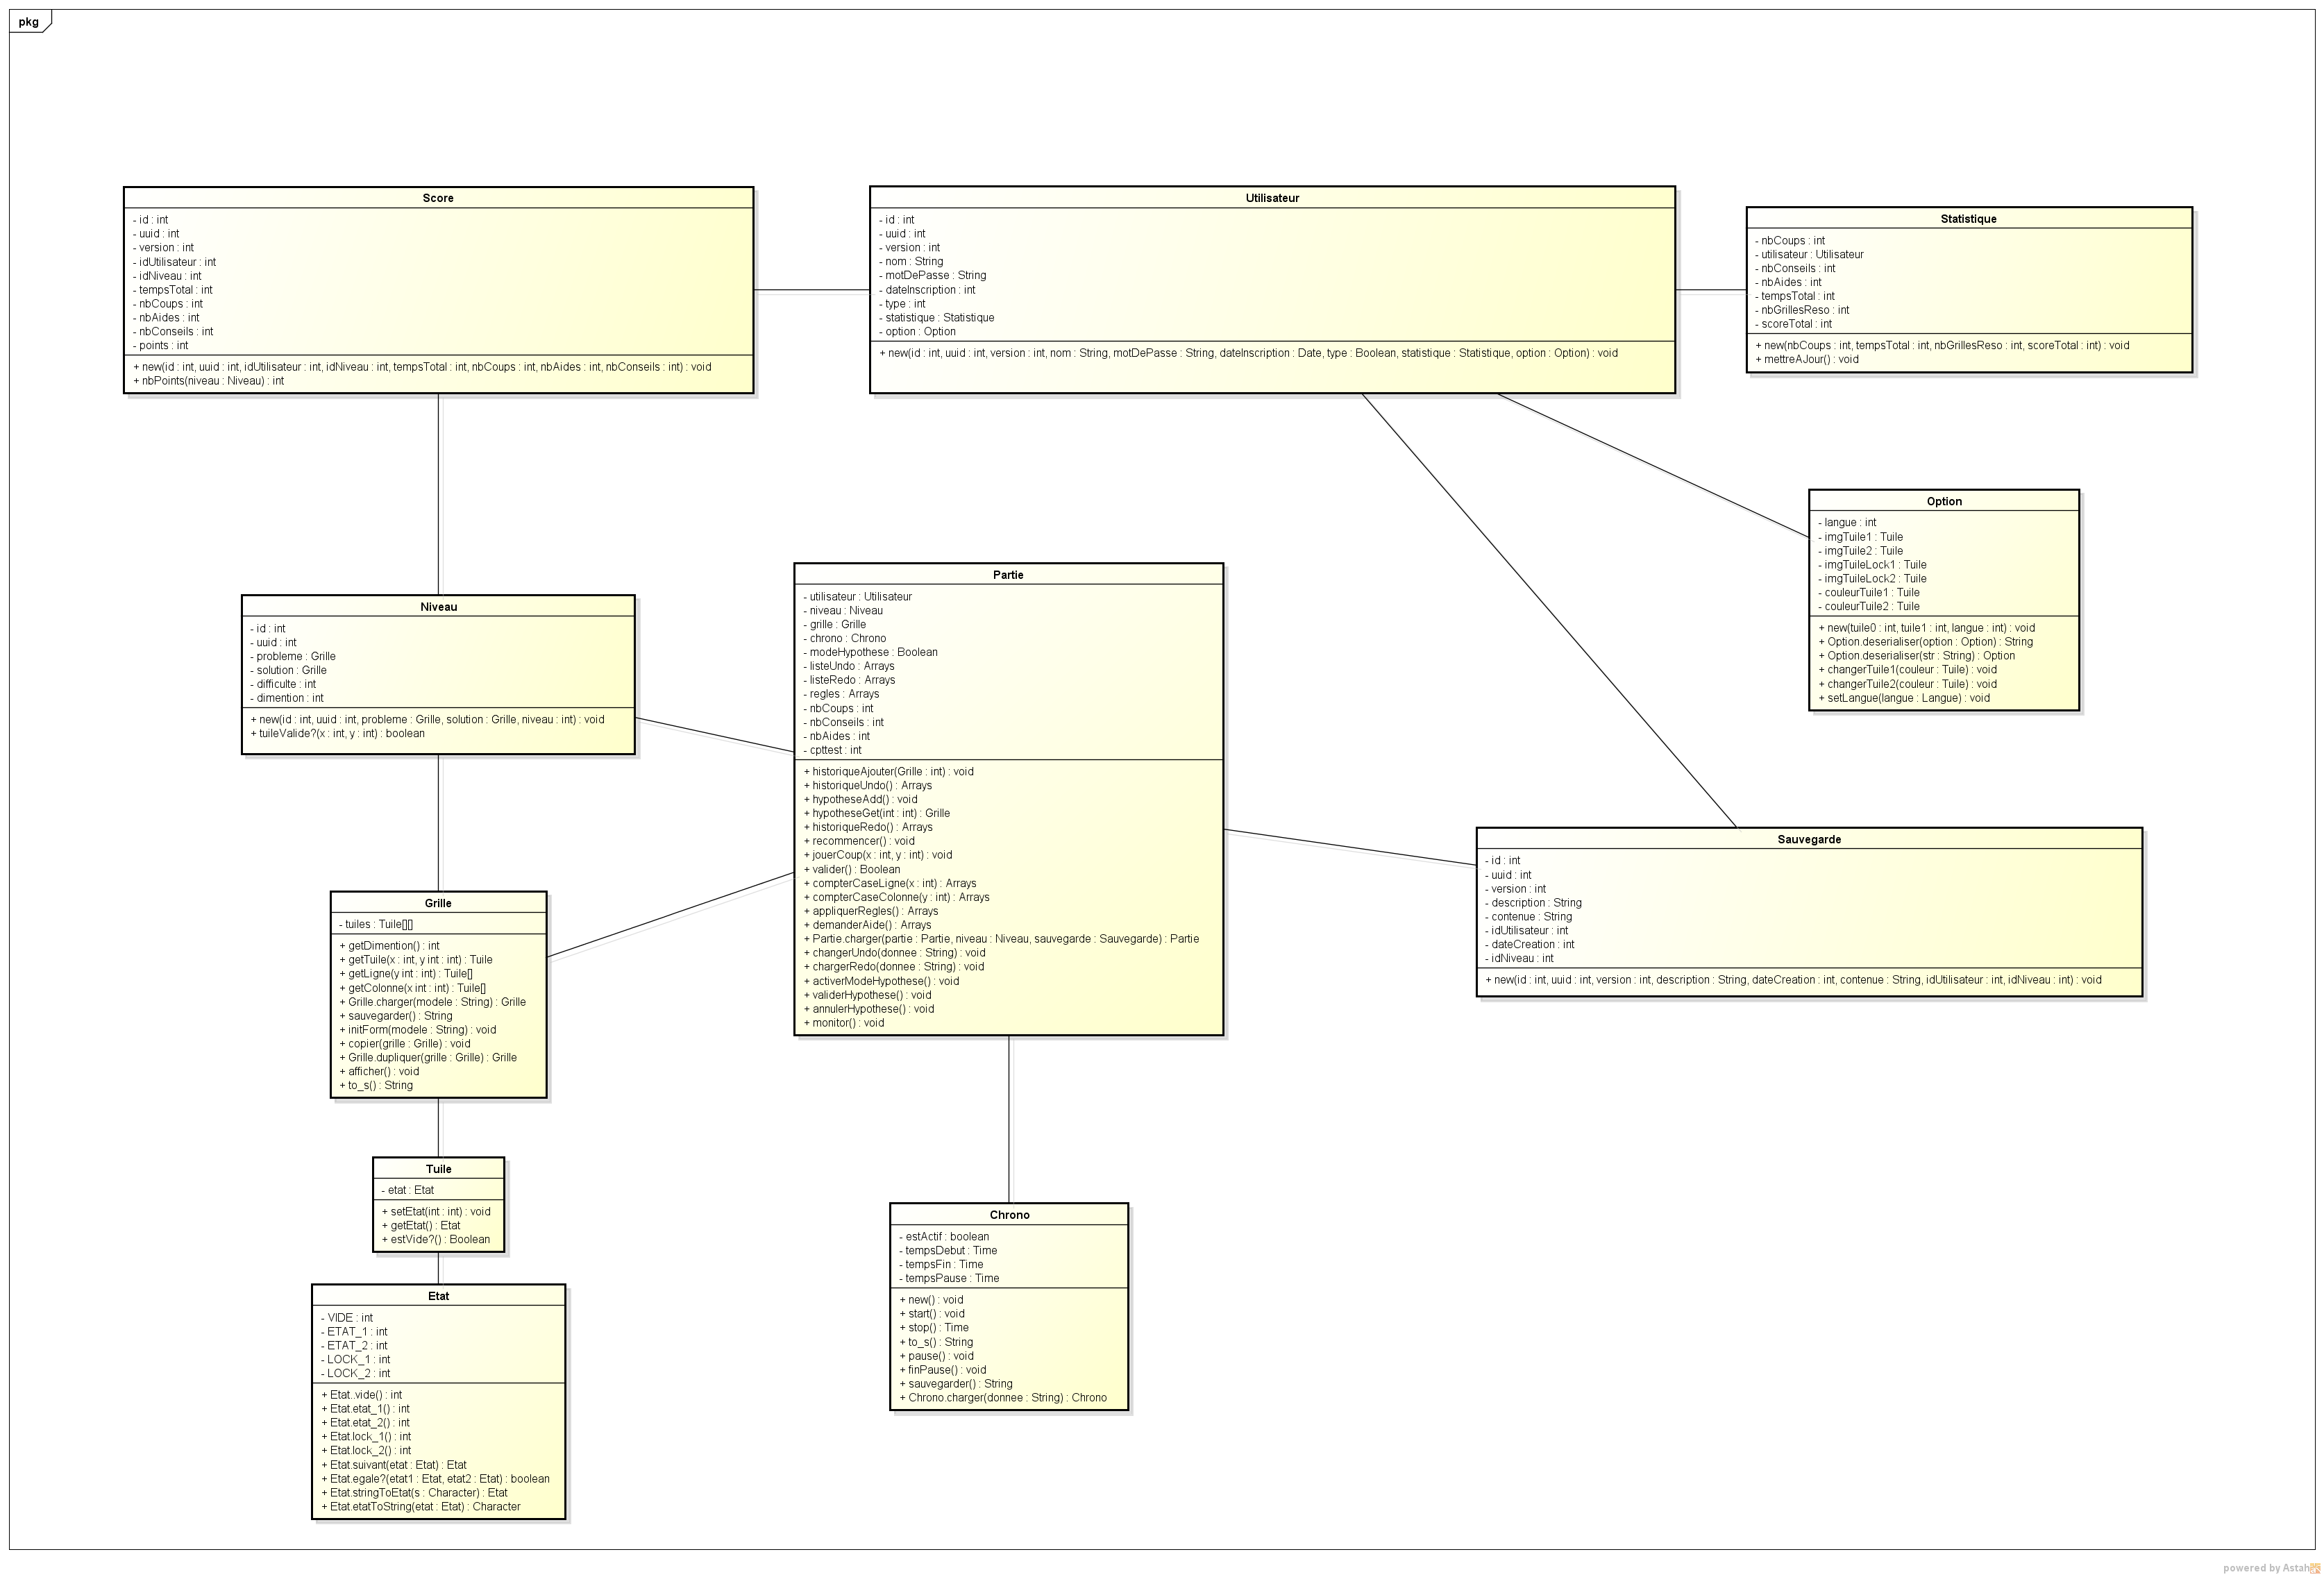 pkg
Score
- id : int
- uuid : int
- version : int
- idUtilisateur : int
- idNiveau : int
- tempsTotal : int
- nbCoups : int
- nbAides : int
- nbConseils : int
- points : int
+ new(id : int, uuid : int, idUtilisateur : int, idNiveau : int, tempsTotal : int, nbCoups : int, nbAides : int, nbConseils : int) : void
+ nbPoints(niveau : Niveau) : int
Utilisateur
- id : int
- uuid : int
- version : int
- nom : String
- motDePasse : String
- dateInscription : int
- type : int
- statistique : Statistique
- option : Option
+ new(id : int, uuid : int, version : int, nom : String, motDePasse : String, dateInscription : Date, type : Boolean, statistique : Statistique, option : Option) : void
Statistique
- nbCoups : int
- utilisateur : Utilisateur
- nbConseils : int
- nbAides : int
- tempsTotal : int
- nbGrillesReso : int
- scoreTotal : int
+ new(nbCoups : int, tempsTotal : int, nbGrillesReso : int, scoreTotal : int) : void
+ mettreAJour() : void
Option
- langue : int
- imgTuile1 : Tuile
- imgTuile2 : Tuile
- imgTuileLock1 : Tuile
- imgTuileLock2 : Tuile
- couleurTuile1 : Tuile
- couleurTuile2 : Tuile
+ new(tuile0 : int, tuile1 : int, langue : int) : void
+ Option.deserialiser(option : Option) : String
+ Option.deserialiser(str : String) : Option
+ changerTuile1(couleur : Tuile) : void
+ changerTuile2(couleur : Tuile) : void
+ setLangue(langue : Langue) : void
Niveau
- id : int
- uuid : int
- probleme : Grille
- solution : Grille
- difficulte : int
- dimention : int
+ new(id : int, uuid : int, probleme : Grille, solution : Grille, niveau : int) : void
+ tuileValide?(x : int, y : int) : boolean
Partie
- utilisateur : Utilisateur
- niveau : Niveau
- grille : Grille
- chrono : Chrono
- modeHypothese : Boolean
- listeUndo : Arrays
- listeRedo : Arrays
- regles : Arrays
- nbCoups : int
- nbConseils : int
- nbAides : int
- cpttest : int
+ historiqueAjouter(Grille : int) : void
+ historiqueUndo() : Arrays
+ hypotheseAdd() : void
+ hypotheseGet(int : int) : Grille
+ historiqueRedo() : Arrays
+ recommencer() : void
+ jouerCoup(x : int, y : int) : void
+ valider() : Boolean
+ compterCaseLigne(x : int) : Arrays
+ compterCaseColonne(y : int) : Arrays
+ appliquerRegles() : Arrays
+ demanderAide() : Arrays
+ Partie.charger(partie : Partie, niveau : Niveau, sauvegarde : Sauvegarde) : Partie
+ changerUndo(donnee : String) : void
+ chargerRedo(donnee : String) : void
+ activerModeHypothese() : void
+ validerHypothese() : void
+ annulerHypothese() : void
+ monitor() : void
Sauvegarde
- id : int
- uuid : int
- version : int
- description : String
- contenue : String
- idUtilisateur : int
- dateCreation : int
- idNiveau : int
+ new(id : int, uuid : int, version : int, description : String, dateCreation : int, contenue : String, idUtilisateur : int, idNiveau : int) : void
Grille
- tuiles : Tuile[][]
+ getDimention() : int
+ getTuile(x : int, y int : int) : Tuile
+ getLigne(y int : int) : Tuile[]
+ getColonne(x int : int) : Tuile[]
+ Grille.charger(modele : String) : Grille
+ sauvegarder() : String
+ initForm(modele : String) : void
+ copier(grille : Grille) : void
+ Grille.dupliquer(grille : Grille) : Grille
+ afficher() : void
+ to_s() : String
Tuile
- etat : Etat
+ setEtat(int : int) : void
+ getEtat() : Etat
+ estVide?() : Boolean
Chrono
- estActif : boolean
- tempsDebut : Time
- tempsFin : Time
- tempsPause : Time
+ new() : void
+ start() : void
+ stop() : Time
+ to_s() : String
+ pause() : void
+ finPause() : void
+ sauvegarder() : String
+ Chrono.charger(donnee : String) : Chrono
Etat
- VIDE : int
- ETAT_1 : int
- ETAT_2 : int
- LOCK_1 : int
- LOCK_2 : int
+ Etat..vide() : int
+ Etat.etat_1() : int
+ Etat.etat_2() : int
+ Etat.lock_1() : int
+ Etat.lock_2() : int
+ Etat.suivant(etat : Etat) : Etat
+ Etat.egale?(etat1 : Etat, etat2 : Etat) : boolean
+ Etat.stringToEtat(s : Character) : Etat
+ Etat.etatToString(etat : Etat) : Character
powered by Astah